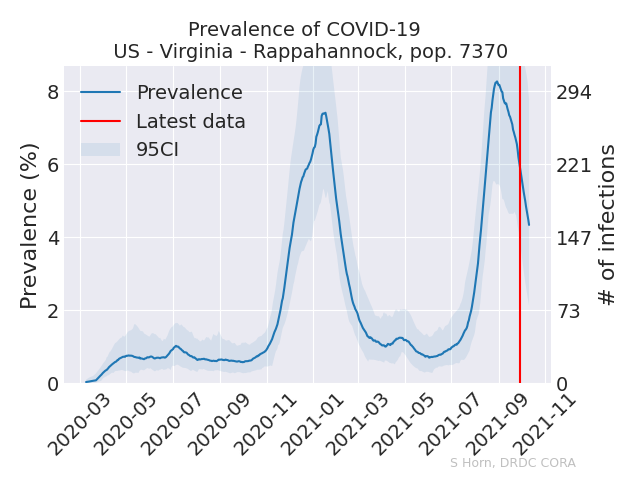 Prevalence of COVID-19
US - Virginia - Rappahannock, pop. 7370
Prevalence
Latest data
95CI
Prevalence (%)
8
6
4
2
0
294
221
147
73
0
# of infections
2020-03
2020-05
2020-07
2020-09
2020-11
2021-01
2021-03
2021-05
2021-07
2021-09
2021-11
S Horn, DRDC CORA